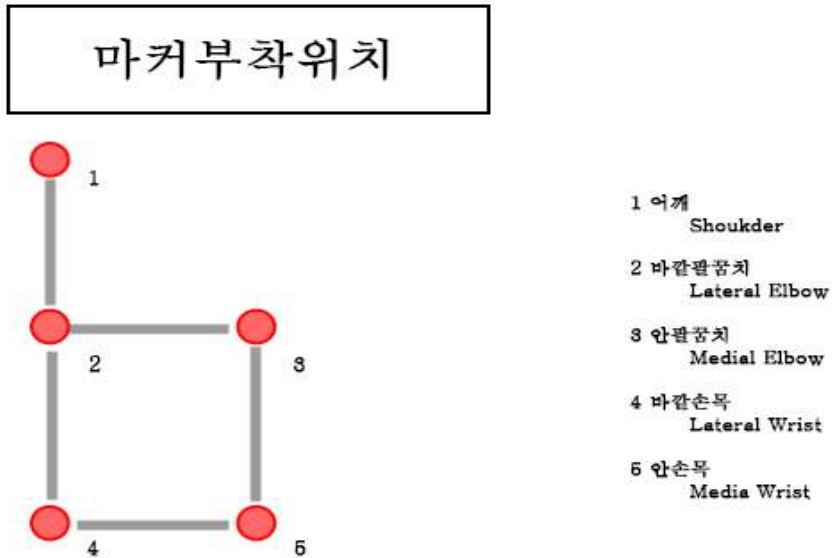 마커부착위치
1
2
3
4
5
1 어깨
Shoukder
2 바깥팔꿈치
Lateral Elbow
3 안팔꿈치
Medial Elbow
4 바깥손목
Lateral Wrist
5 안손목
Media Wrist